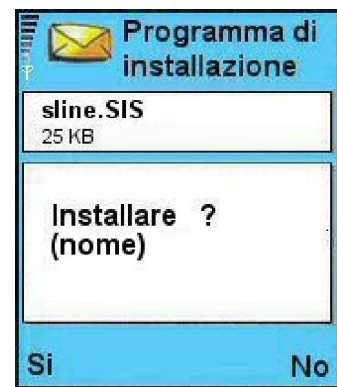 Programma di
installazione
sline.SIS
25 KB
Installare ?
(nome)
Si No